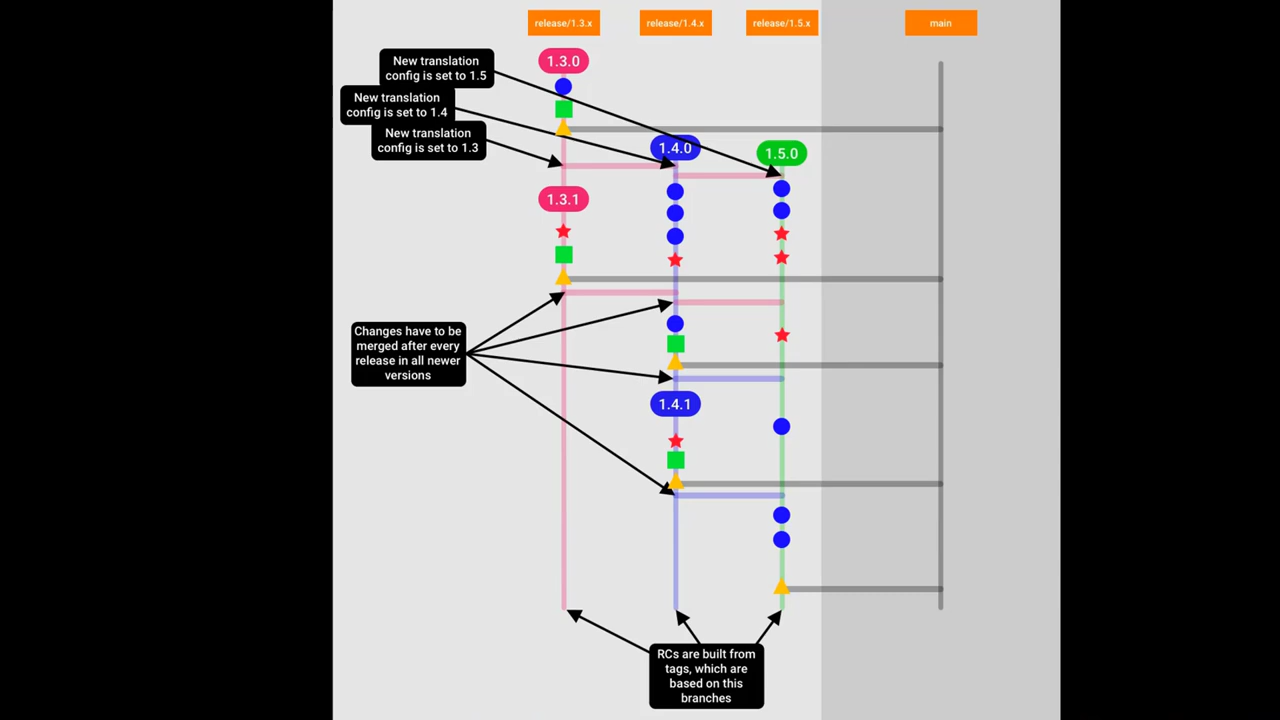 release/1.3.x
release/1.4.x
release/1.5.x
main
New translation
config is set to 1.5
New translation
config is set to 1.4
New translation
config is set to 1.3
1.3.0
1.4.0
1.5.0
1.3.1
Changes have to be
merged after every
release in all newer
versions
1.4.1
RCs are built from
tags, which are
based on this
branches